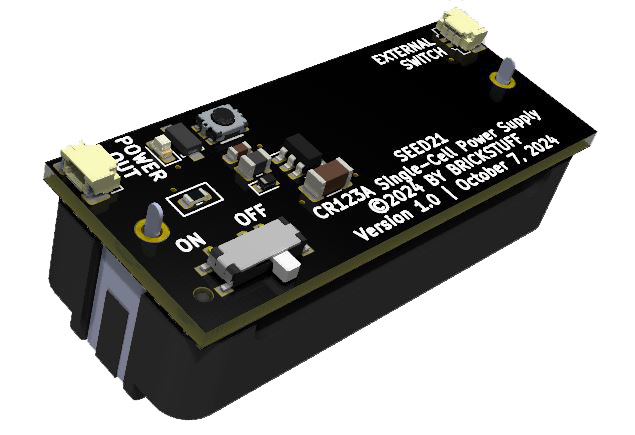 EXTERNAL
SWITCH
POWER
OUT
ON
OFF
SEED21
CR123A Single-Cell Power Supply
©2024 BY BRICKSTUFF
Version 1.0 | October 7, 2024